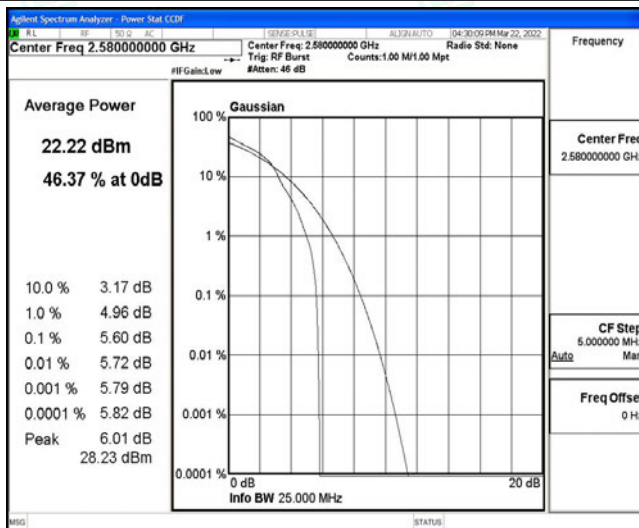 Agilent Spectrum Analyzer - Power Stat CCDF
RL RF 50 Ω AC SENSE:PULSE ALIGN AUTO 04:30:09 PM Mar 22, 2022
Center Freq 2.580000000 GHz
Center Freq: 2.580000000 GHz Radio Std: None
Trig: RF Burst Counts:1.00 M/1.00 Mpt
#IFGain:Low #Atten: 46 dB
Frequency
Average Power
22.22 dBm
46.37 % at 0dB
10.0 % 3.17 dB
1.0 % 4.96 dB
0.1 % 5.60 dB
0.01 % 5.72 dB
0.001 % 5.79 dB
0.0001 % 5.82 dB
Peak 6.01 dB
28.23 dBm
Gaussian
100 %
10 %
1 %
0.1 %
0.01 %
0.001 %
0.0001 %
0 dB 20 dB
Info BW 25.000 MHz
Center Freq
2.580000000 GHz
CF Step
5.000000 MHz
Auto Man
Freq Offse
0 Hz
MSG STATUS